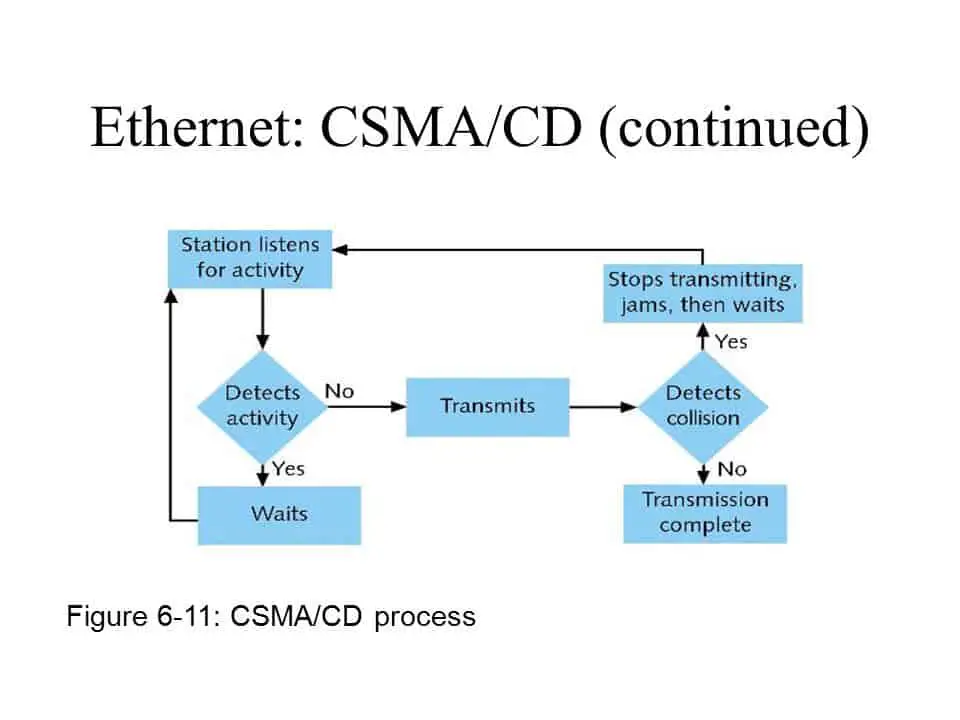 Ethernet: CSMA/CD (continued)
Station listens
for activity
Stops transmitting,
jams, then waits
Yes
Detects
activity
No
Transmits
Detects
collision
Yes
No
Waits
Transmission
complete
Figure 6-11: CSMA/CD process